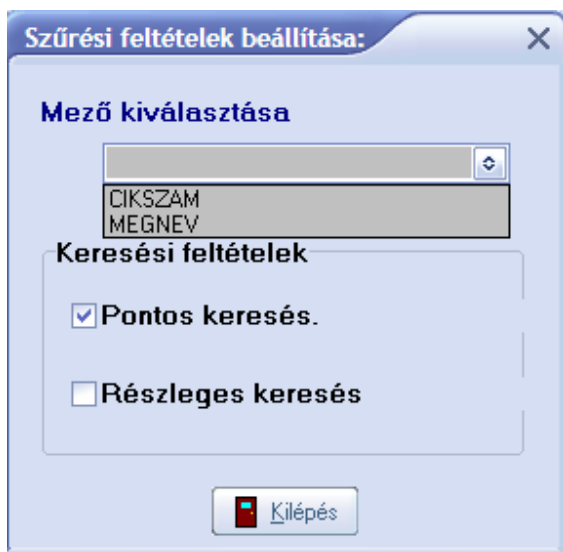 Szűrési feltételek beállítása:
Mező kiválasztása
CIKSZAM
MEGNEV
Keresési feltételek
Pontos keresés.
Részleges keresés
Kilépés